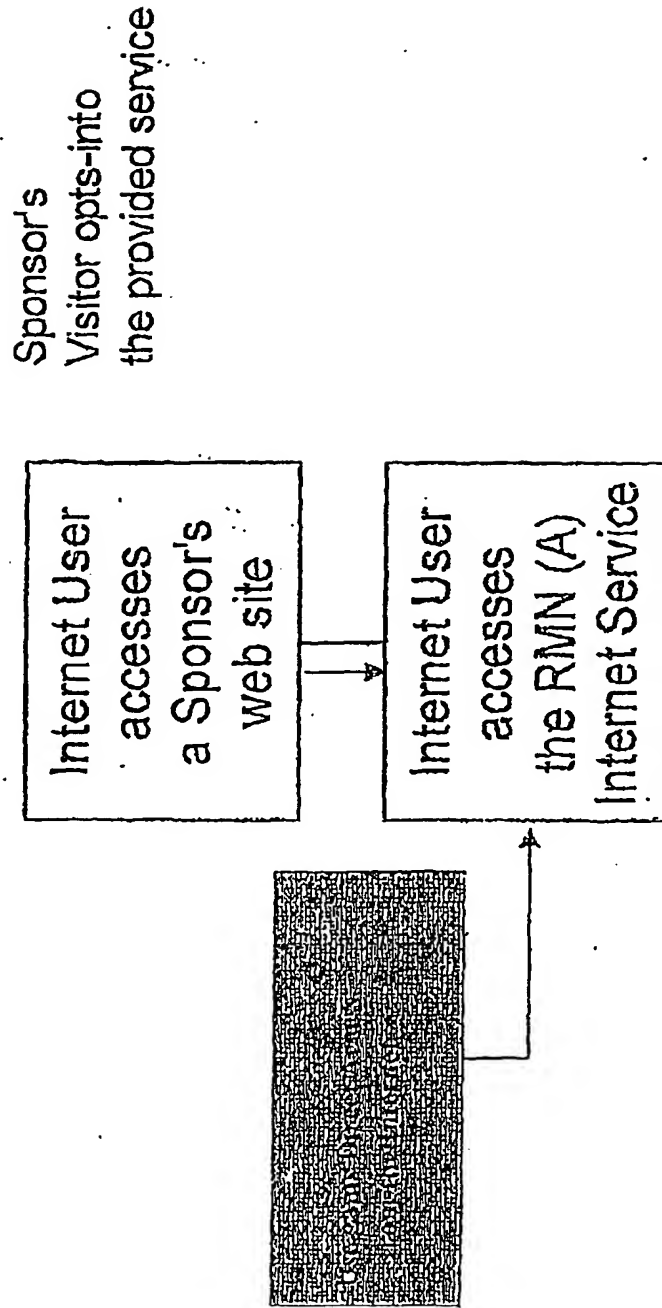 Sponsor's
Visitor opts-into
the provided service
Internet User
accesses
a Sponsor's
web site
Internet User
accesses
the RMN (A)
Internet Service